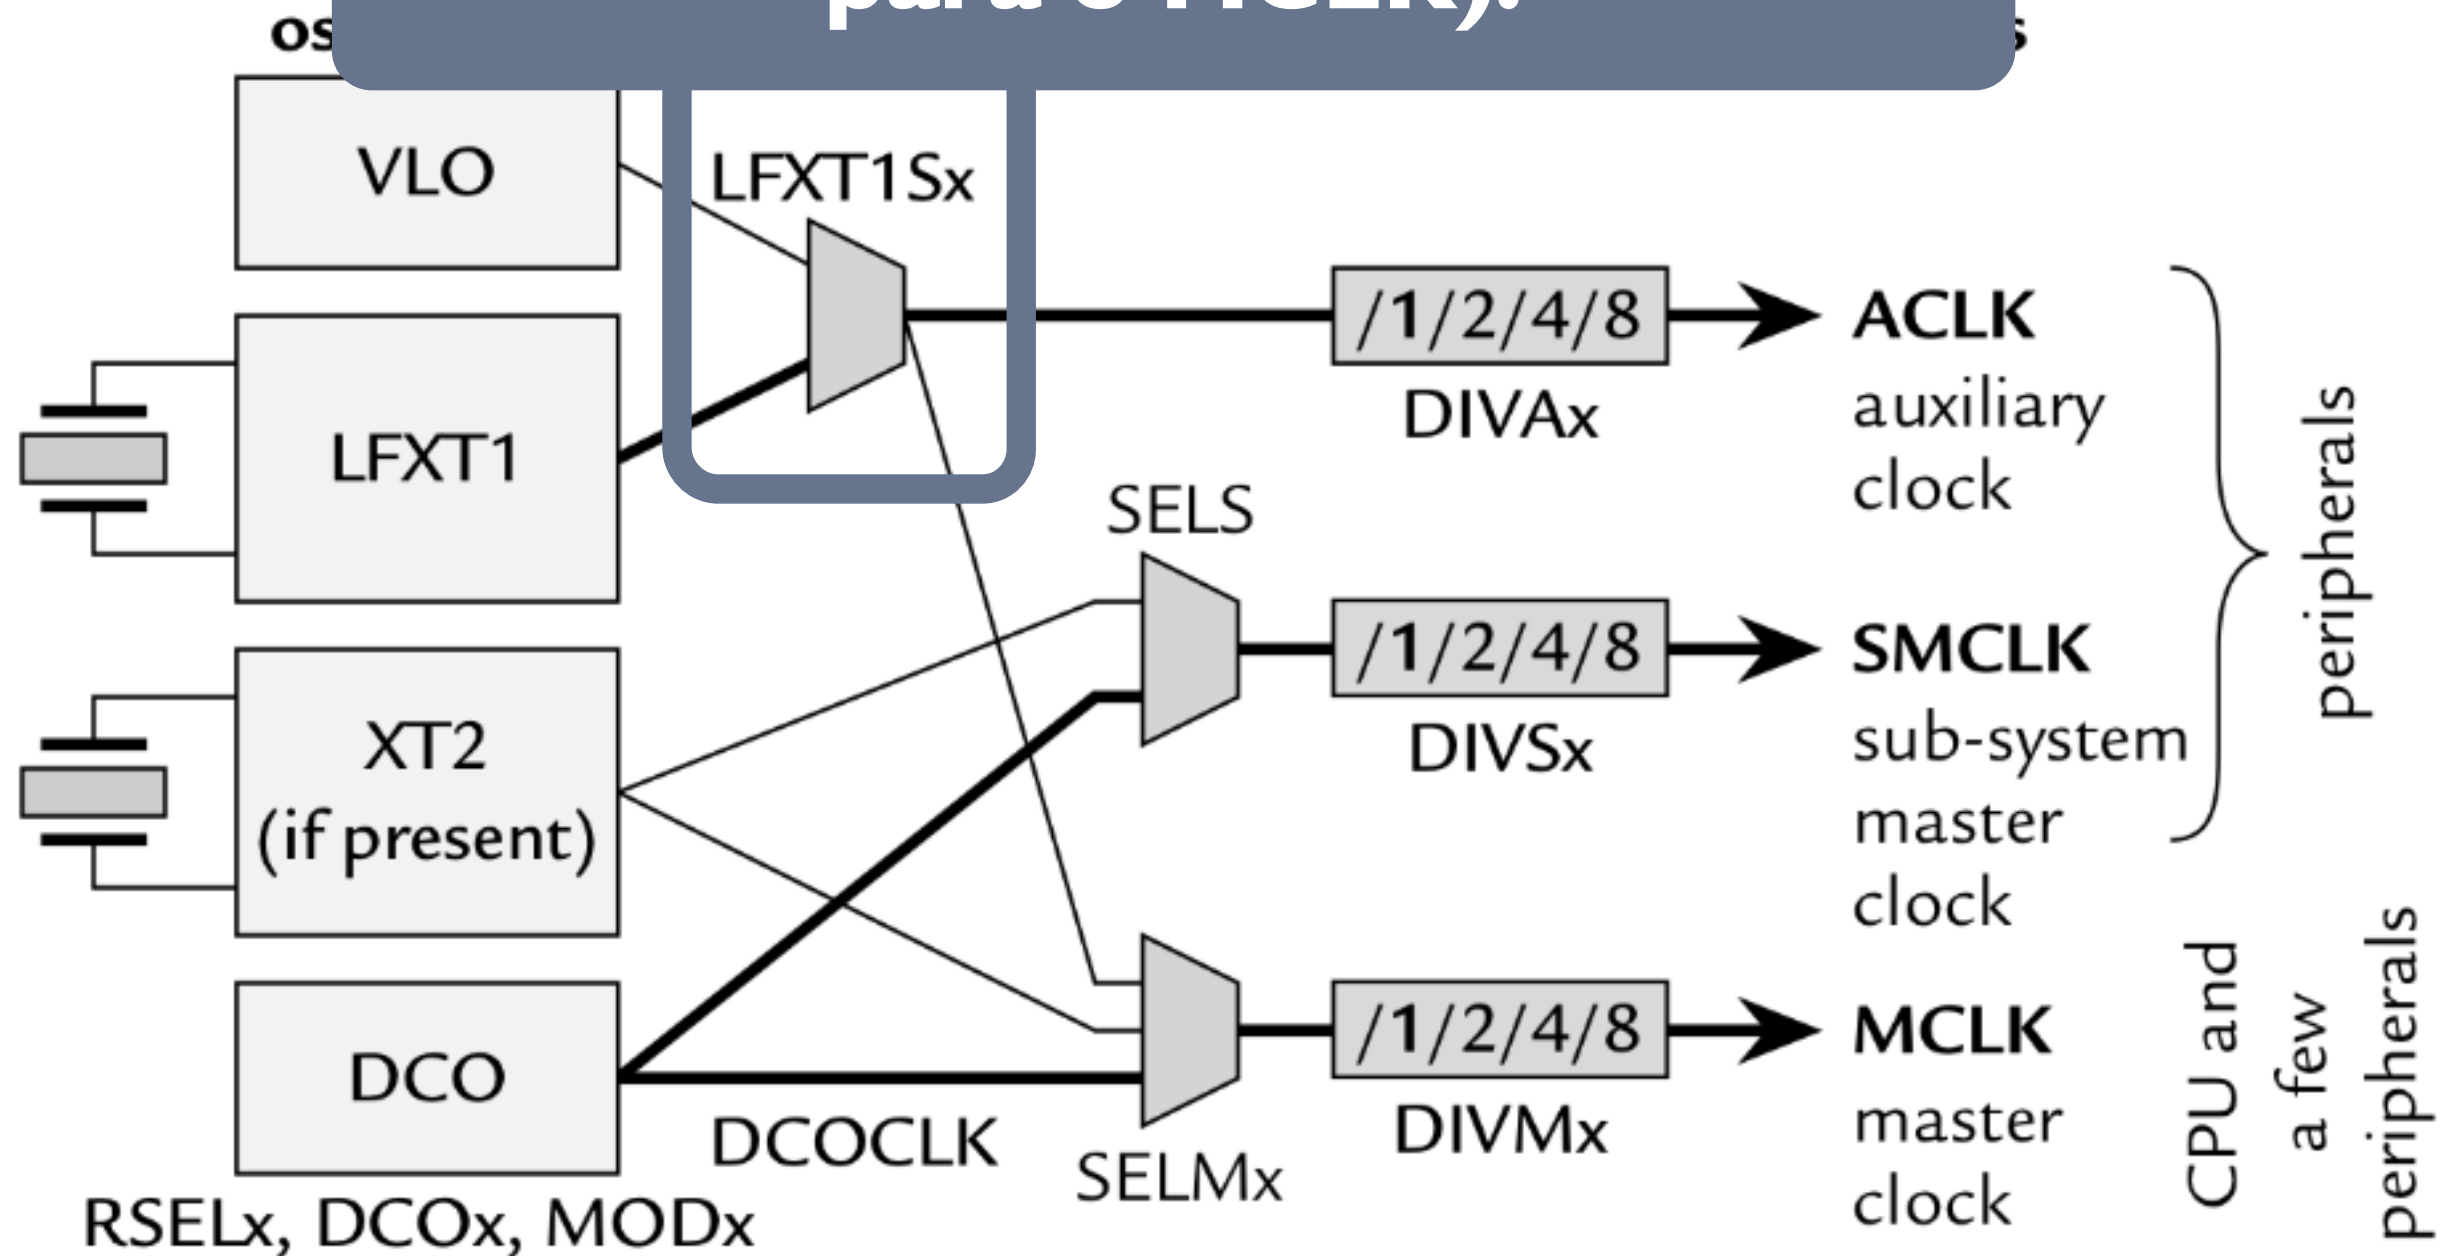 VLO
LFXT1Sx
/1/2/4/8
ACLK
auxiliary
clock
DIVAx
LFXT1
peripherals
SELS
/1/2/4/8
SMCLK
sub-system
master
clock
DIVSx
XT2
(if present)
/1/2/4/8
MCLK
master
clock
CPU and
a few
peripherals
DCO
DCOCLK
DIVMx
SELMx
RSELx, DCOx, MODx